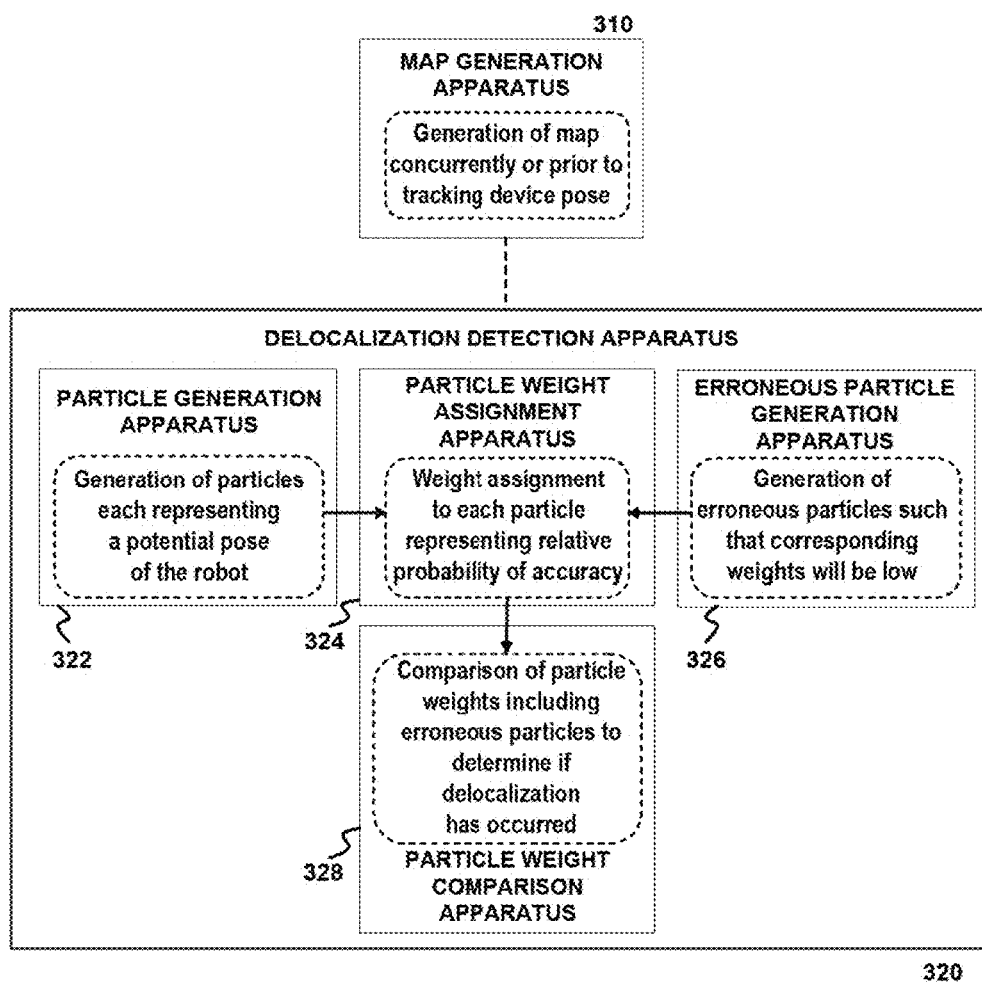 310
MAP GENERATION
APPARATUS
Generation of map
concurrently or prior to
tracking device pose
DELOCALIZATION DETECTION APPARATUS
PARTICLE GENERATION
APPARATUS
Generation of particles
each representing
a potential pose
of the robot
322
PARTICLE WEIGHT
ASSIGNMENT
APPARATUS
Weight assignment
to each particle
representing relative
probability of accuracy
324
ERRONEOUS PARTICLE
GENERATION
APPARATUS
Generation of
erroneous particles such
that corresponding
weights will be low
326
Comparison of particle
weights including
erroneous particles to
determine if
delocalization
has occurred
328
PARTICLE WEIGHT
COMPARISON
APPARATUS
320